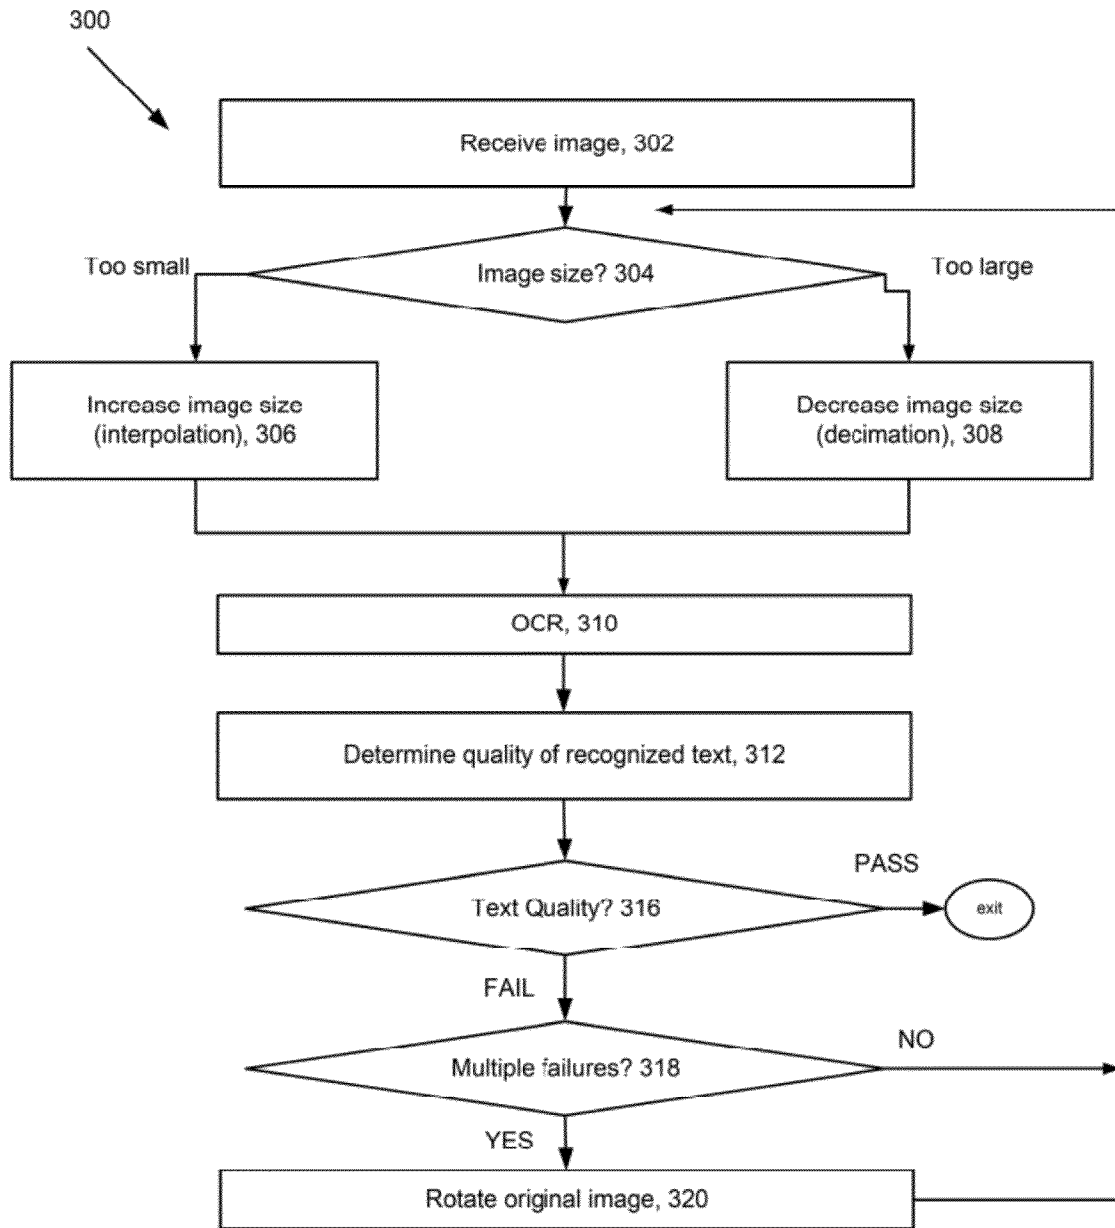 300
Receive image, 302
Too small
Image size? 304
Too large
Increase image size
(interpolation), 306
Decrease image size
(decimation), 308
OCR, 310
Determine quality of recognized text, 312
PASS
Text Quality? 316
exit
FAIL
NO
Multiple failures? 318
YES
Rotate original image, 320